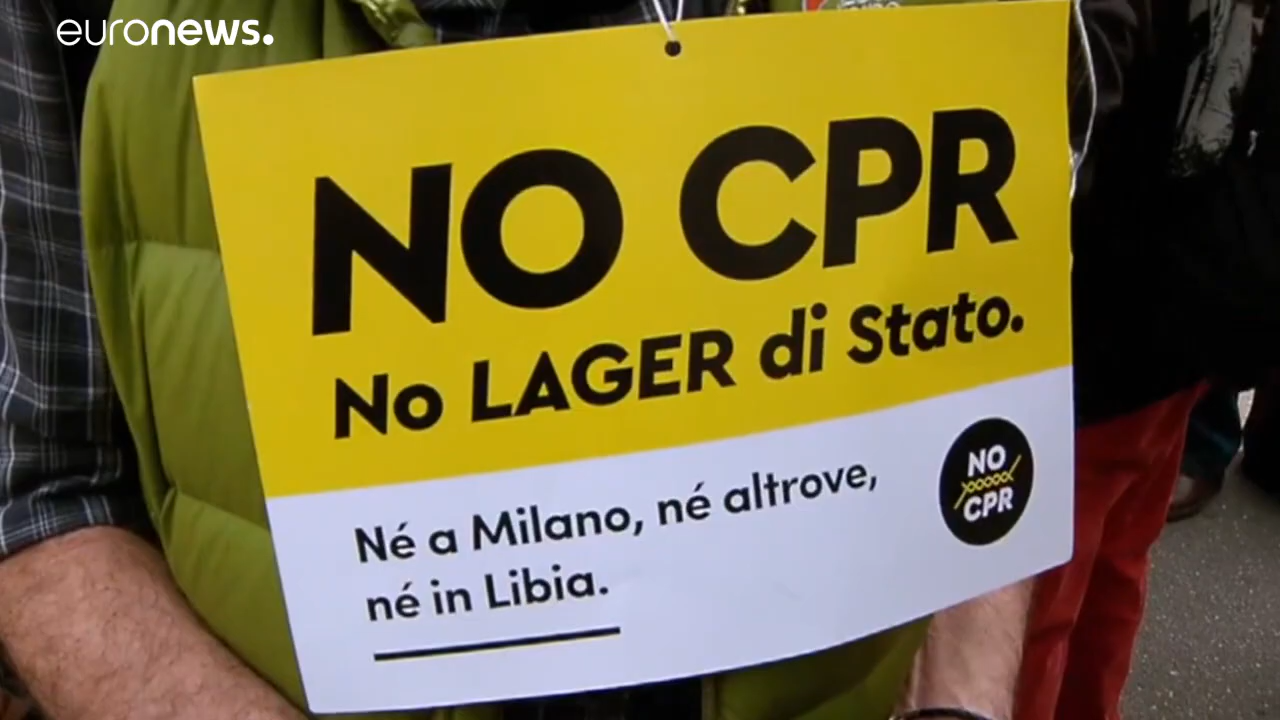 euronews.
NO CPR
No LAGER di Stato.
Né a Milano, né altrove,
né in Libia.
NO
CPR